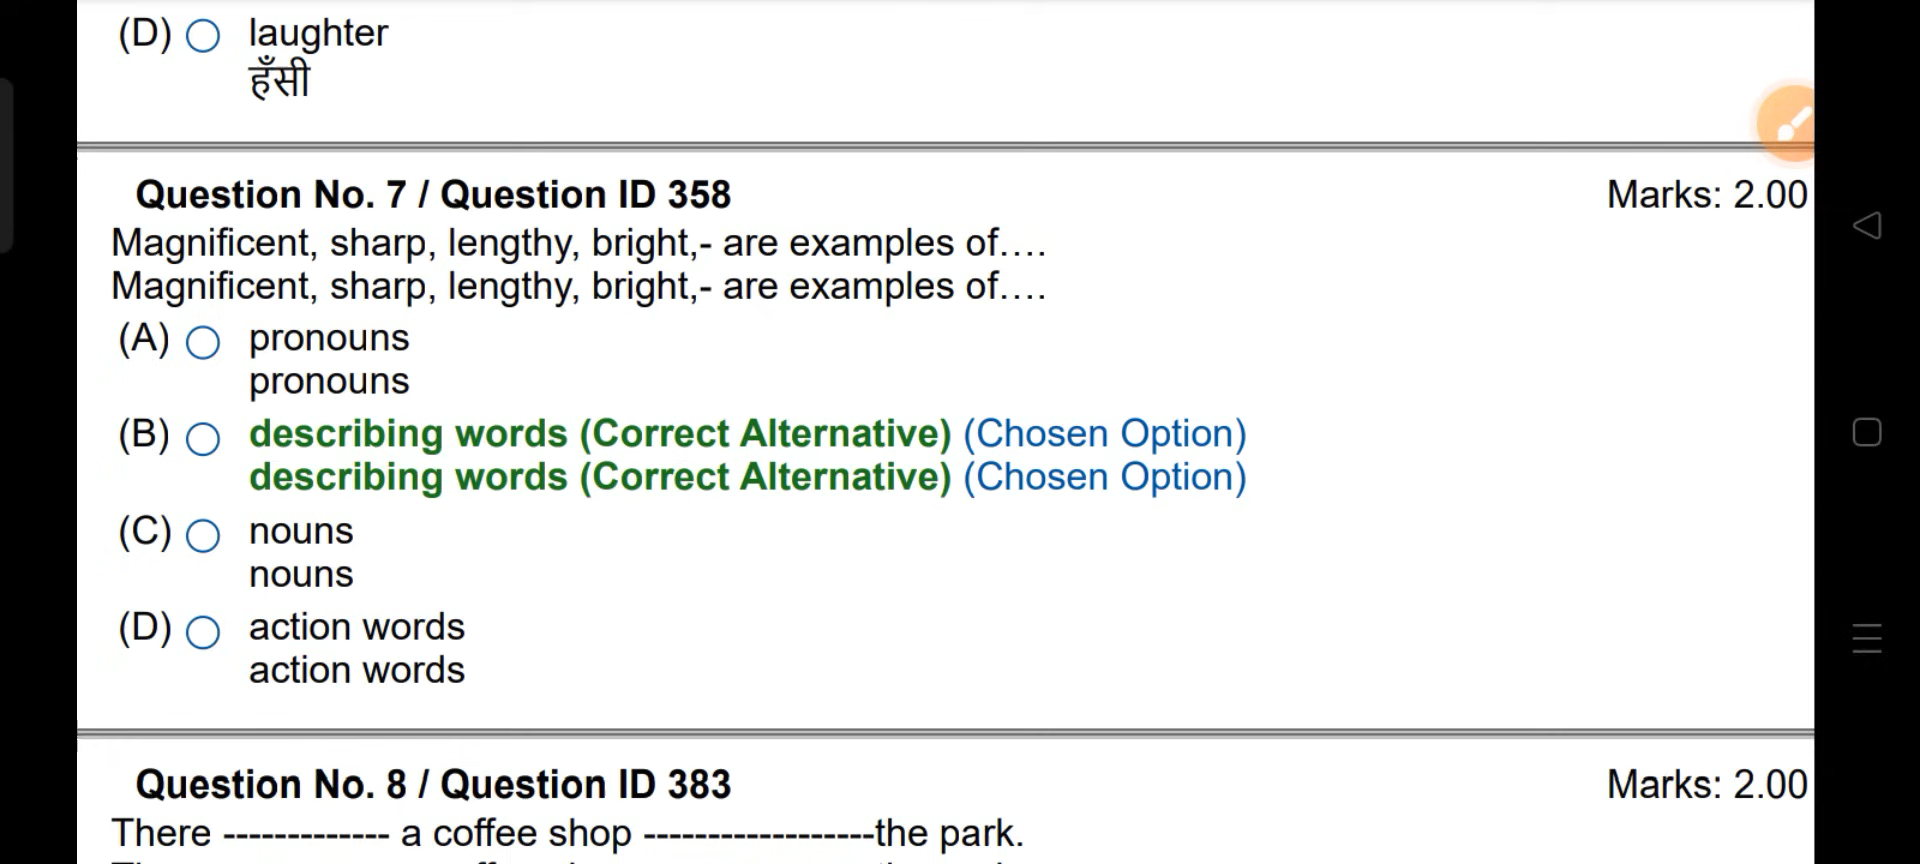 (D) laughter
हँसी
Question No. 7 / Question ID 358 Marks: 2.00
Magnificent, sharp, lengthy, bright,- are examples of….
Magnificent, sharp, lengthy, bright,- are examples of….
(A) pronouns
pronouns
(B) describing words (Correct Alternative) (Chosen Option)
describing words (Correct Alternative) (Chosen Option)
(C) nouns
nouns
(D) action words
action words
Question No. 8 / Question ID 383 Marks: 2.00
There ------------- a coffee shop ------------------the park.